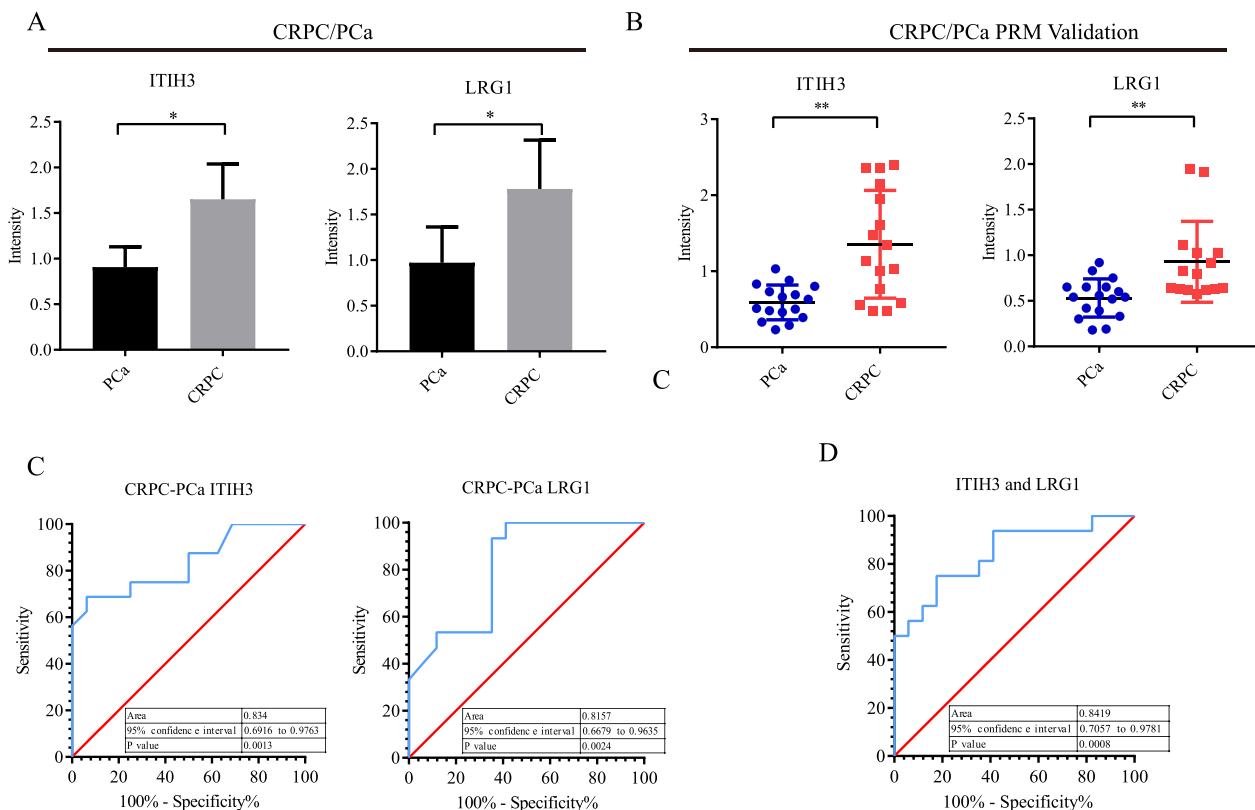 A
CRPC/PCa
ITIH3
*
Intensity
2.5
2.0
1.5
1.0
0.5
0.0
PCa
CRPC
LRG1
*
Intensity
2.5
2.0
1.5
1.0
0.5
0.0
PCa
CRPC
B
CRPC/PCa PRM Validation
ITIH3
**
Intensity
3
2
1
0
PCa
CRPC
LRG1
**
Intensity
2.5
2.0
1.5
1.0
0.5
0.0
PCa
CRPC
C
C
CRPC-PCa ITIH3
Sensitivity
100
80
60
40
20
0
Area 0.834
95% confidence interval 0.6916 to 0.9763
P value 0.0013
0 20 40 60 80 100
100% - Specificity%
CRPC-PCa LRG1
Sensitivity
100
80
60
40
20
0
Area 0.8157
95% confidence interval 0.6679 to 0.9635
P value 0.0024
0 20 40 60 80 100
100% - Specificity%
D
ITIH3 and LRG1
Sensitivity
100
80
60
40
20
0
Area 0.8419
95% confidence interval 0.7057 to 0.9781
P value 0.0008
0 20 40 60 80 100
100% - Specificity%